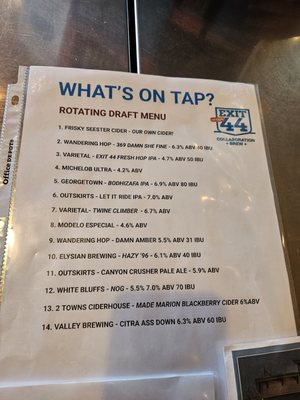 WHAT'S ON TAP?
ROTATING DRAFT MENU
EXIT
44
COLLABORATION
• BREW •
1. FRISKY SEESTER CIDER - OUR OWN CIDER!
2. WANDERING HOP - 369 DAMN SHE FINE - 6.3% ABV 40 IBU
3. VARIETAL - EXIT 44 FRESH HOP IPA - 4.7% ABV 50 IBU
4. MICHELOB ULTRA - 4.2% ABV
5. GEORGETOWN - BODHIZAFA IPA - 6.9% ABV 80 IBU
6. OUTSKIRTS - LET IT RIDE IPA - 7.0% ABV
7. VARIETAL- TWINE CLIMBER - 6.7% ABV
8. MODELO ESPECIAL - 4.6% ABV
9. WANDERING HOP - DAMN AMBER 5.5% ABV 31 IBU
10. ELYSIAN BREWING - HAZY '96 - 6.1% ABV 40 IBU
11. OUTSKIRTS - CANYON CRUSHER PALE ALE - 5.9% ABV
12. WHITE BLUFFS - NOG - 5.5% 7.0% ABV 70 IBU
13. 2 TOWNS CIDERHOUSE - MADE MARION BLACKBERRY CIDER 6%ABV
14. VALLEY BREWING - CITRA ASS DOWN 6.3% ABV 60 IBU
Office DEPOT